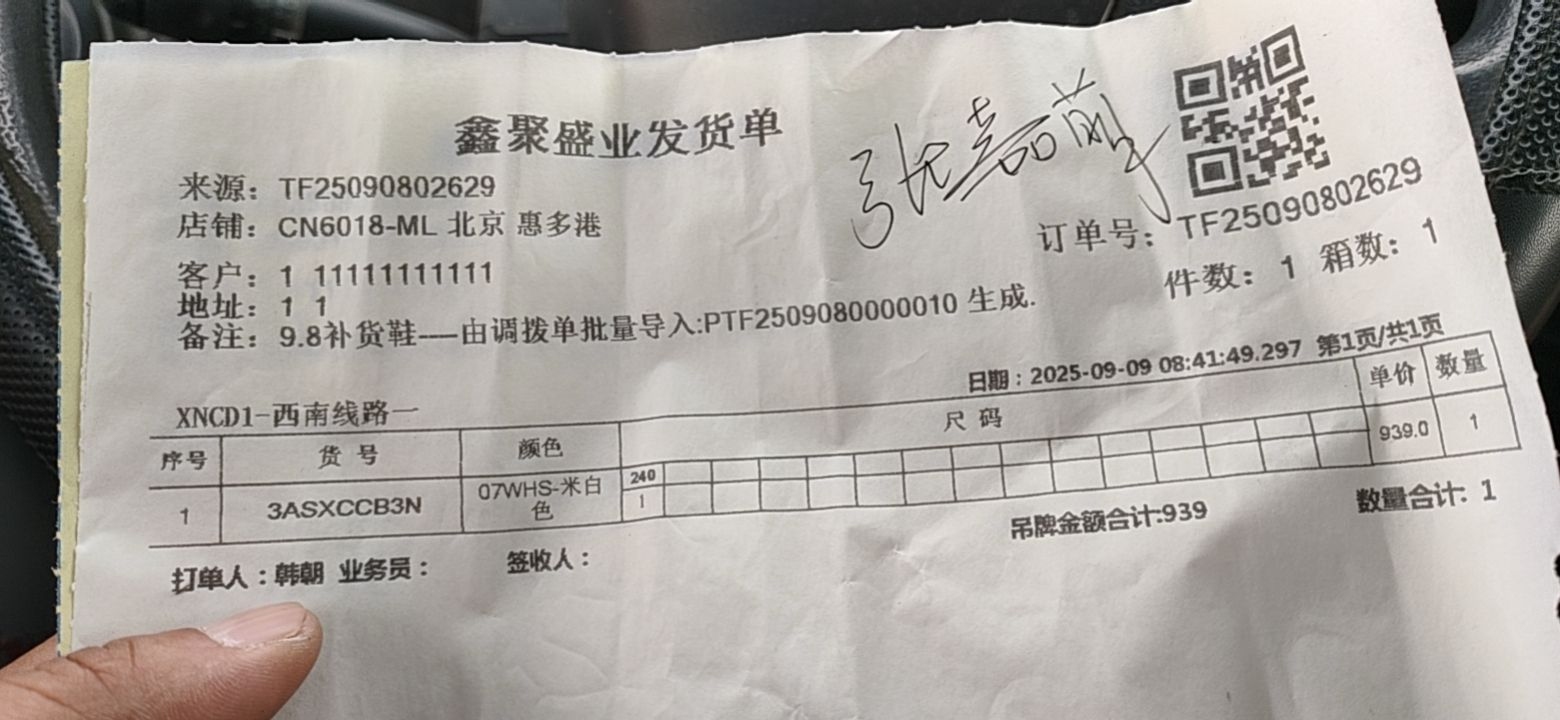 鑫聚盛业发货单
张嘉萌
来源：TF25090802629
店铺：CN6018-ML 北京 惠多港
订单号：TF25090802629
客户：1 11111111111
件数：1 箱数：1
地址：1 1
备注：9.8补货鞋----由调拨单批量导入:PTF2509080000010 生成.
日期：2025-09-09 08:41:49.297 第1页/共1页
XNCD1-西南线路一
序号 货号 颜色 尺码 单价 数量
1 3ASXCCB3N 07WHS-米白色 240 1 939.0 1
吊牌金额合计:939 数量合计: 1
打单人：韩朝 业务员： 签收人：